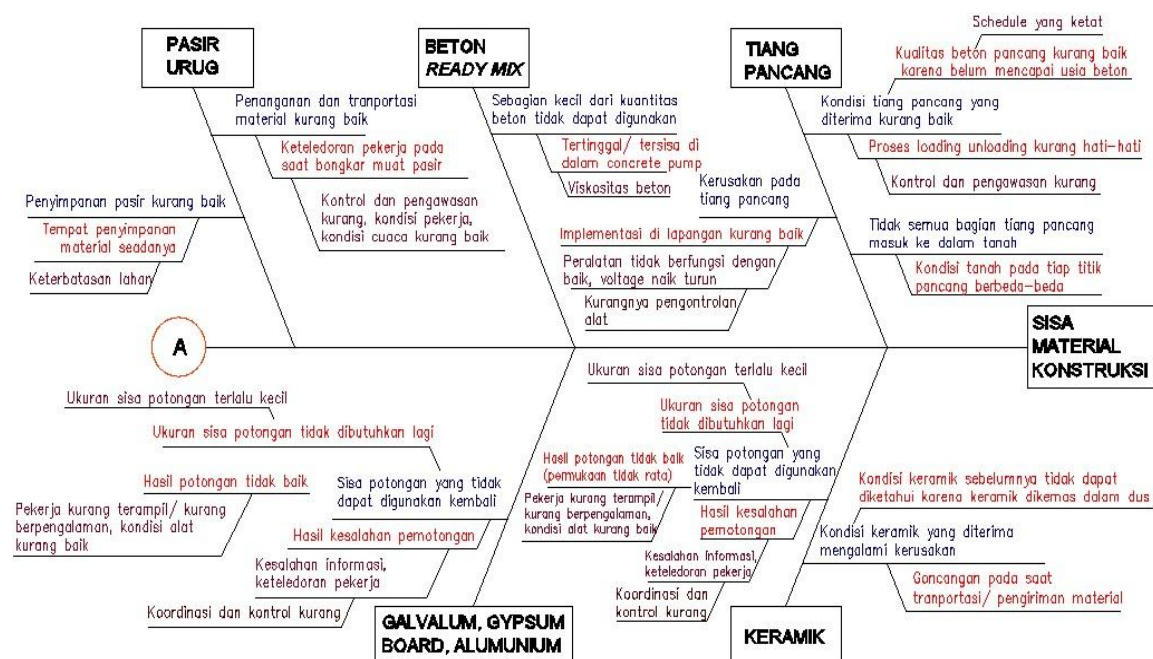 PASIR
URUG
Penanganan dan tranportasi
material kurang baik
Keteledoran pekerja pada
saat bongkar muat pasir
Kontrol dan pengawasan
kurang, kondisi pekerja,
kondisi cuaca kurang baik
Penyimpanan pasir kurang baik
Tempat penyimpanan
material seadanya
Keterbatasan lahan
BETON
READY MIX
Sebagian kecil dari kuantitas
beton tidak dapat digunakan
Tertinggal/ tersisa di
dalam concrete pump
Viskositas beton
TIANG
PANCANG
Schedule yang ketat
Kualitas beton pancang kurang baik
karena belum mencapai usia beton
Kondisi tiang pancang yang
diterima kurang baik
Proses loading unloading kurang hati-hati
Kontrol dan pengawasan kurang
Kerusakan pada
tiang pancang
Implementasi di lapangan kurang baik
Peralatan tidak berfungsi dengan
baik, voltage naik turun
Kurangnya pengontrolan
alat
Tidak semua bagian tiang pancang
masuk ke dalam tanah
Kondisi tanah pada tiap titik
pancang berbeda-beda
A
SISA
MATERIAL
KONSTRUKSI
Ukuran sisa potongan terlalu kecil
Ukuran sisa potongan tidak dibutuhkan lagi
Hasil potongan tidak baik
Pekerja kurang terampil/ kurang
berpengalaman, kondisi alat
kurang baik
Sisa potongan yang tidak
dapat digunakan kembali
Hasil kesalahan pemotongan
Kesalahan informasi,
keteledoran pekerja
Koordinasi dan kontrol kurang
GALVALUM, GYPSUM
BOARD, ALUMUNIUM
Ukuran sisa potongan terlalu kecil
Ukuran sisa potongan
tidak dibutuhkan lagi
Hasil potongan tidak baik
(permukaan tidak rata)
Pekerja kurang terampil/
kurang berpengalaman,
kondisi alat kurang baik
Sisa potongan yang
tidak dapat digunakan
kembali
Hasil kesalahan
pemotongan
Kesalahan informasi,
keteledoran pekerja
Koordinasi dan
kontrol kurang
Kondisi keramik sebelumnya tidak dapat
diketahui karena keramik dikemas dalam dus
Kondisi keramik yang diterima
mengalami kerusakan
Goncangan pada saat
tranportasi/ pengiriman material
KERAMIK